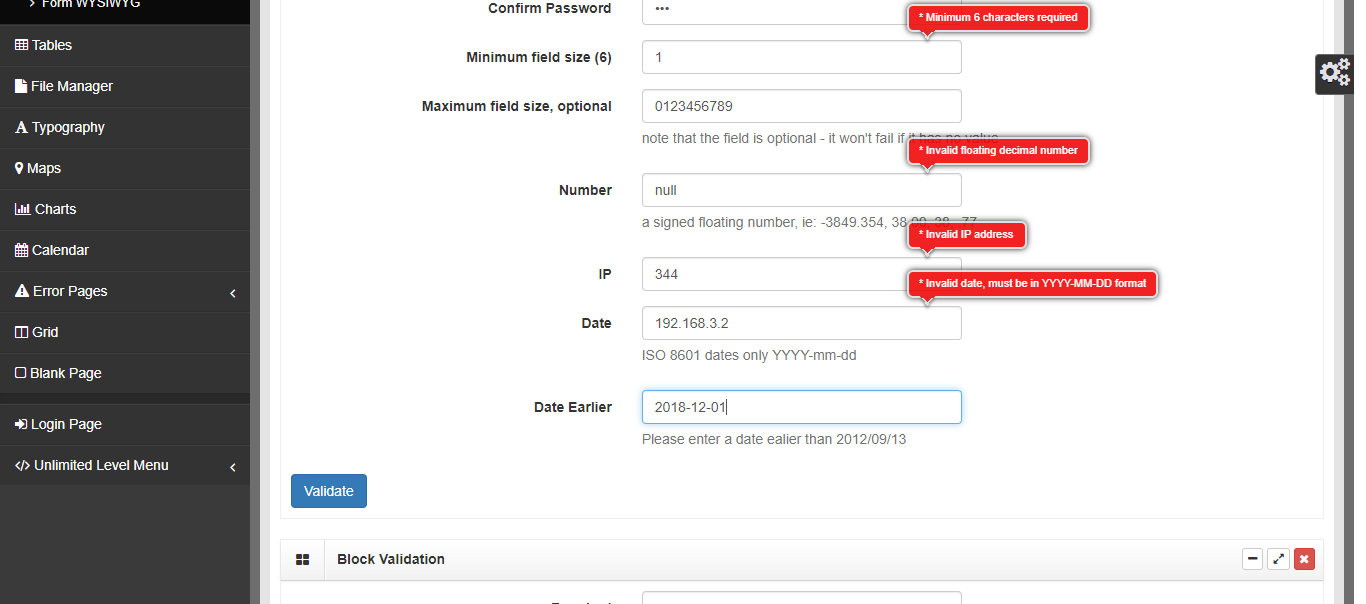 Form WYSIWYG
Tables
File Manager
Typography
Maps
Charts
Calendar
Error Pages
Grid
Blank Page
Login Page
Unlimited Level Menu
Confirm Password
•••
* Minimum 6 characters required
Minimum field size (6)
1
Maximum field size, optional
0123456789
note that the field is optional - it won't fail if it has no value
* Invalid floating decimal number
Number
null
a signed floating number, ie: -3849.354, 38.00, 38, .77
* Invalid IP address
IP
344
* Invalid date, must be in YYYY-MM-DD format
Date
192.168.3.2
ISO 8601 dates only YYYY-mm-dd
Date Earlier
2018-12-01
Please enter a date ealier than 2012/09/13
Validate
Block Validation